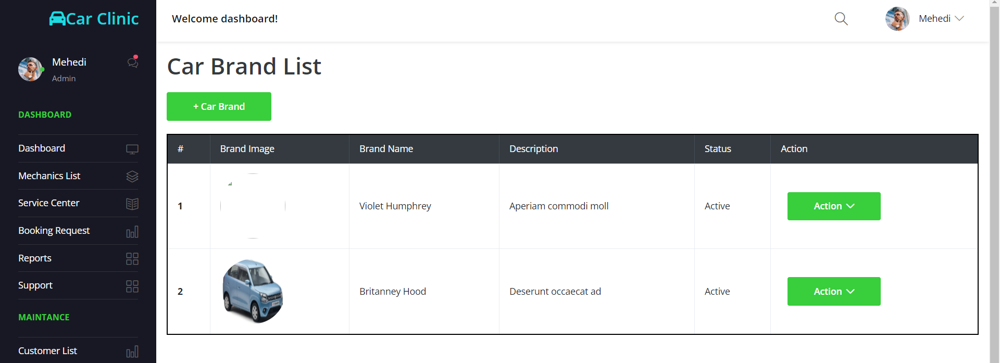 Car Clinic
Welcome dashboard!
Mehedi
Mehedi
Admin
DASHBOARD
Dashboard
Mechanics List
Service Center
Booking Request
Reports
Support
MAINTANCE
Customer List
Car Brand List
+ Car Brand
# Brand Image Brand Name Description Status Action
1 Violet Humphrey Aperiam commodi moll Active Action
2 Britanney Hood Deserunt occaecat ad Active Action